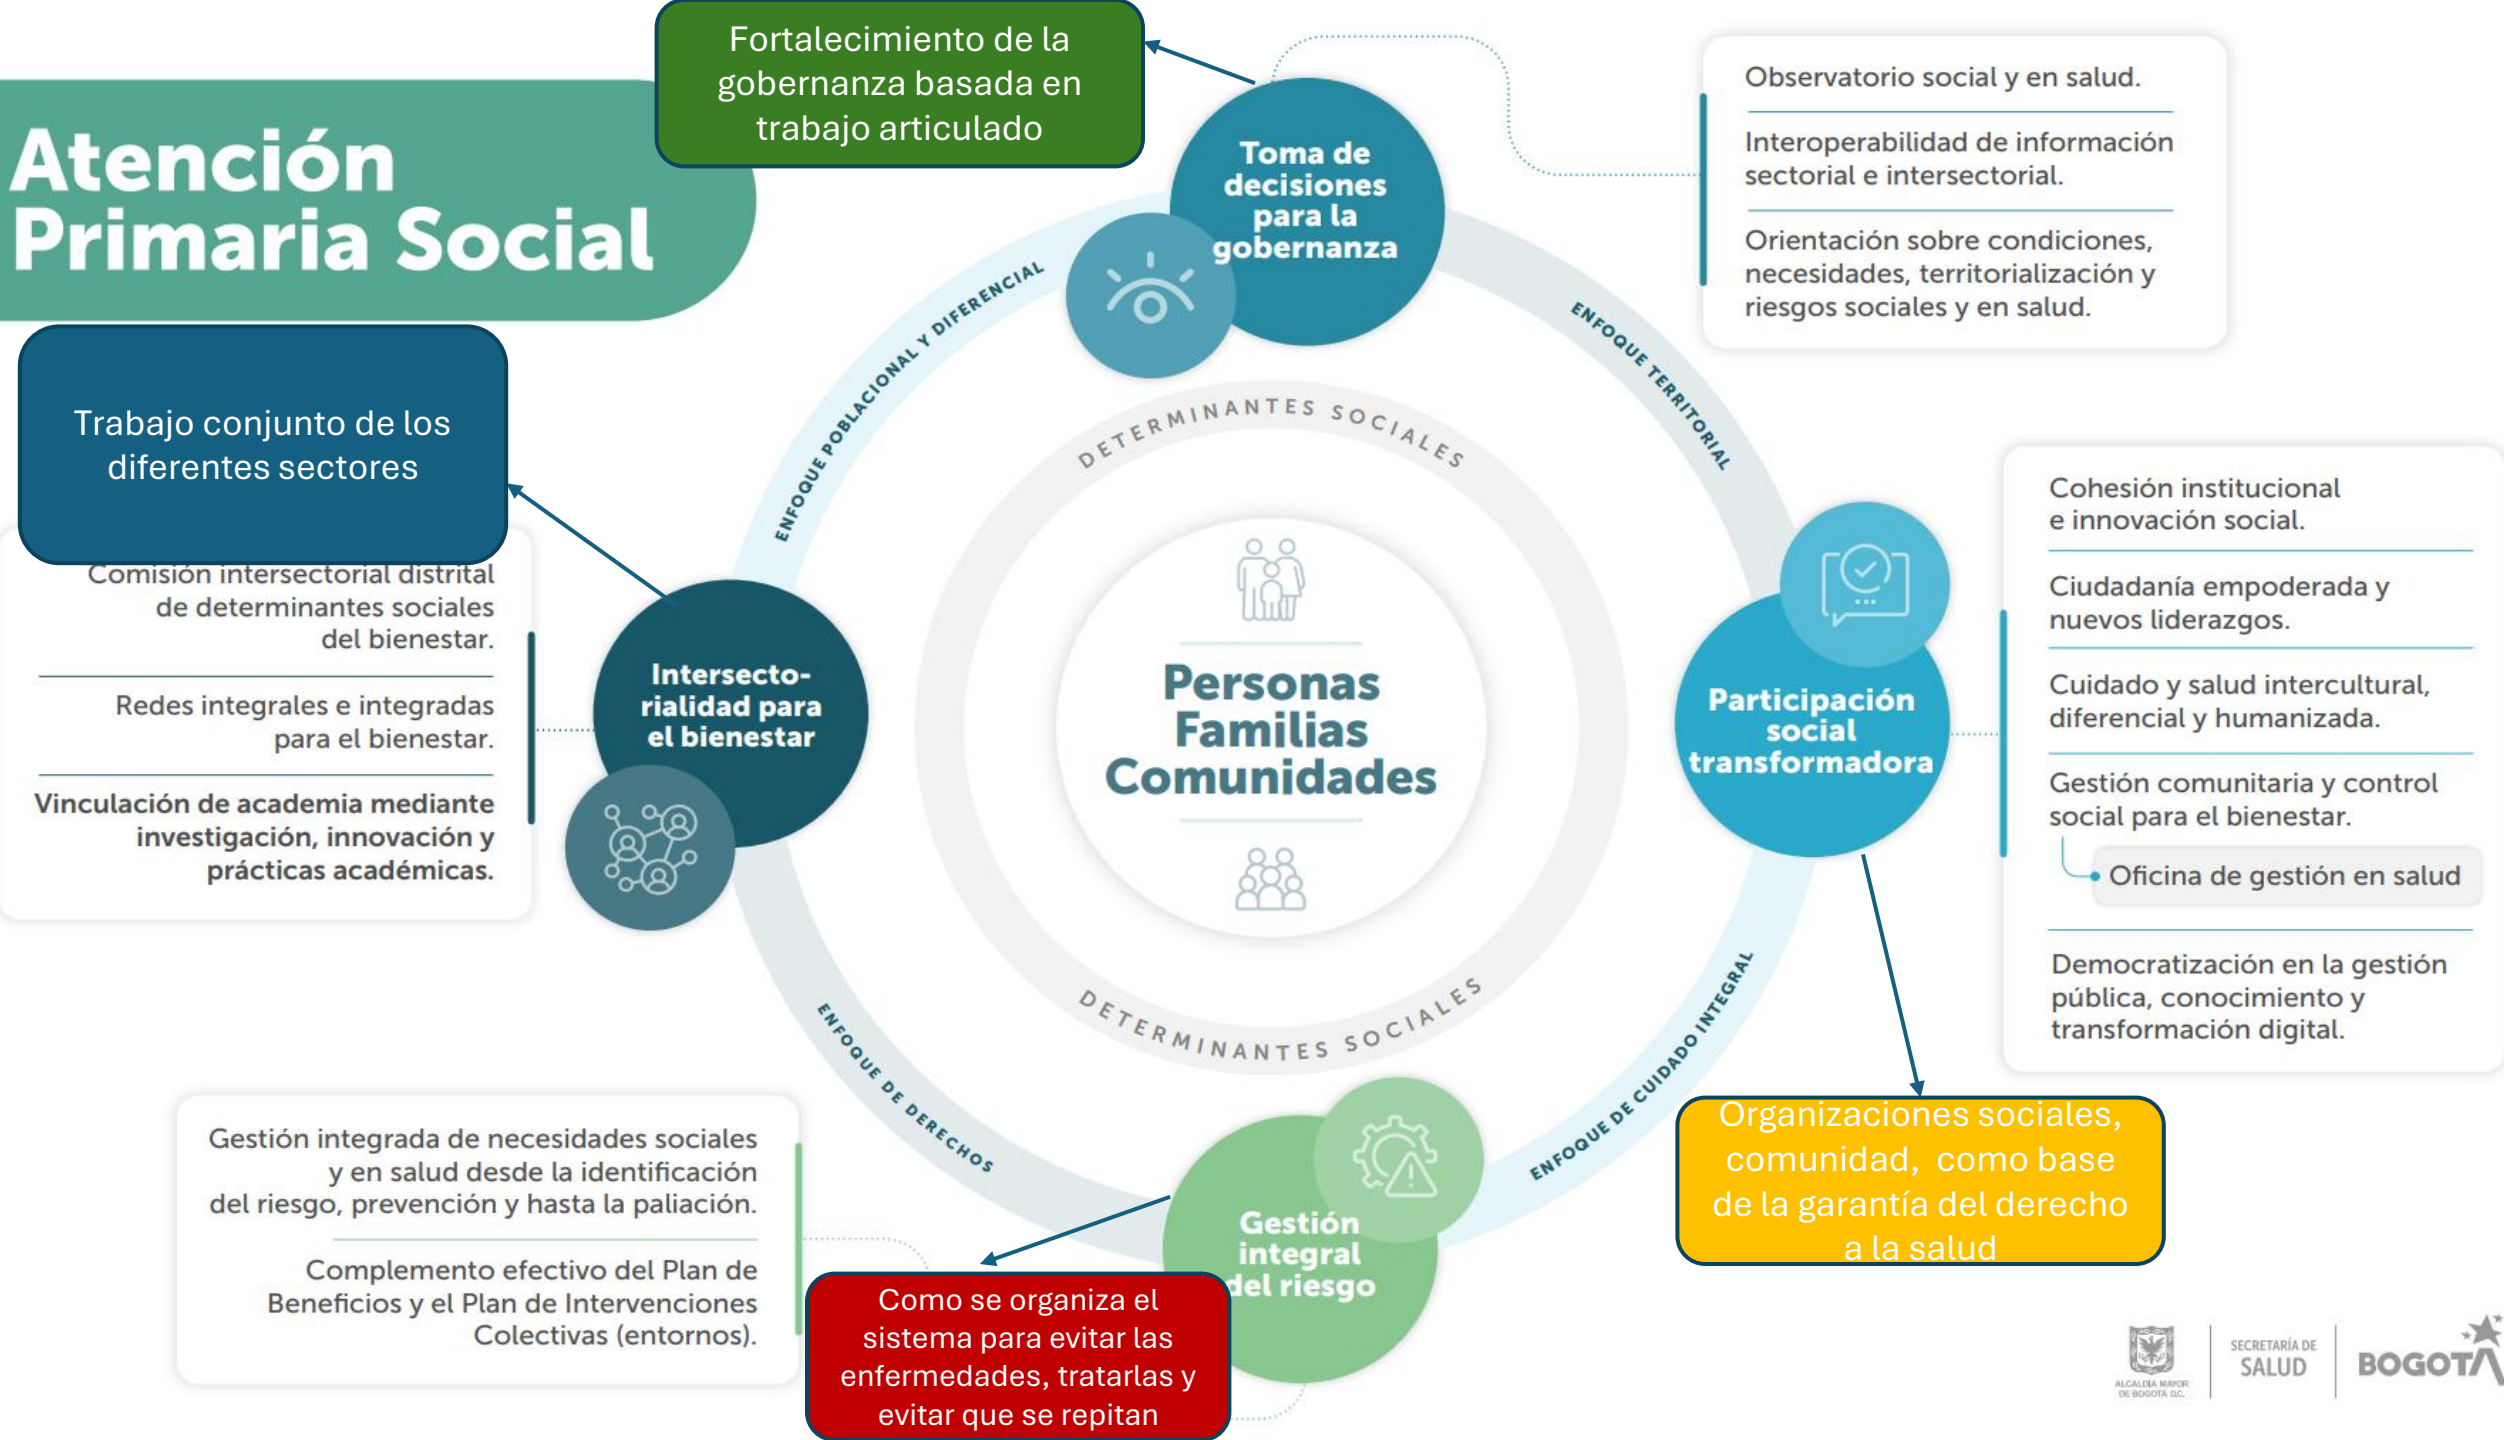 Fortalecimiento de la
gobernanza basada en
trabajo articulado
Atención
Primaria Social
Toma de
decisiones
para la
gobernanza
Observatorio social y en salud.
Interoperabilidad de información
sectorial e intersectorial.
Orientación sobre condiciones,
necesidades, territorialización y
riesgos sociales y en salud.
ENFOQUE POBLACIONAL Y DIFERENCIAL
ENFOQUE TERRITORIAL
Trabajo conjunto de los
diferentes sectores
DETERMINANTES SOCIALES
Comisión intersectorial distrital
de determinantes sociales
del bienestar.
Redes integrales e integradas
para el bienestar.
Vinculación de academia mediante
investigación, innovación y
prácticas académicas.
Intersecto-
rialidad para
el bienestar
Personas
Familias
Comunidades
Participación
social
transformadora
Cohesión institucional
e innovación social.
Ciudadanía empoderada y
nuevos liderazgos.
Cuidado y salud intercultural,
diferencial y humanizada.
Gestión comunitaria y control
social para el bienestar.
Oficina de gestión en salud
Democratización en la gestión
pública, conocimiento y
transformación digital.
DETERMINANTES SOCIALES
ENFOQUE DE DERECHOS
ENFOQUE DE CUIDADO INTEGRAL
Gestión integrada de necesidades sociales
y en salud desde la identificación
del riesgo, prevención y hasta la paliación.
Complemento efectivo del Plan de
Beneficios y el Plan de Intervenciones
Colectivas (entornos).
Gestión
integral
del riesgo
Como se organiza el
sistema para evitar las
enfermedades, tratarlas y
evitar que se repitan
Organizaciones sociales,
comunidad, como base
de la garantía del derecho
a la salud
ALCALDÍA MAYOR
DE BOGOTÁ D.C.
SECRETARÍA DE
SALUD
BOGOTÁ